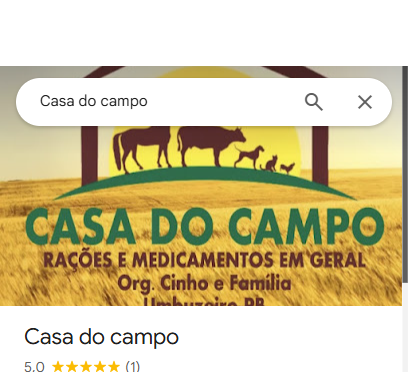 Casa do campo
CASA DO CAMPO
RAÇÕES E MEDICAMENTOS EM GERAL
Org. Cinho e Família
Umbuzeiro PB
Casa do campo
5,0 ★★★★★ (1)